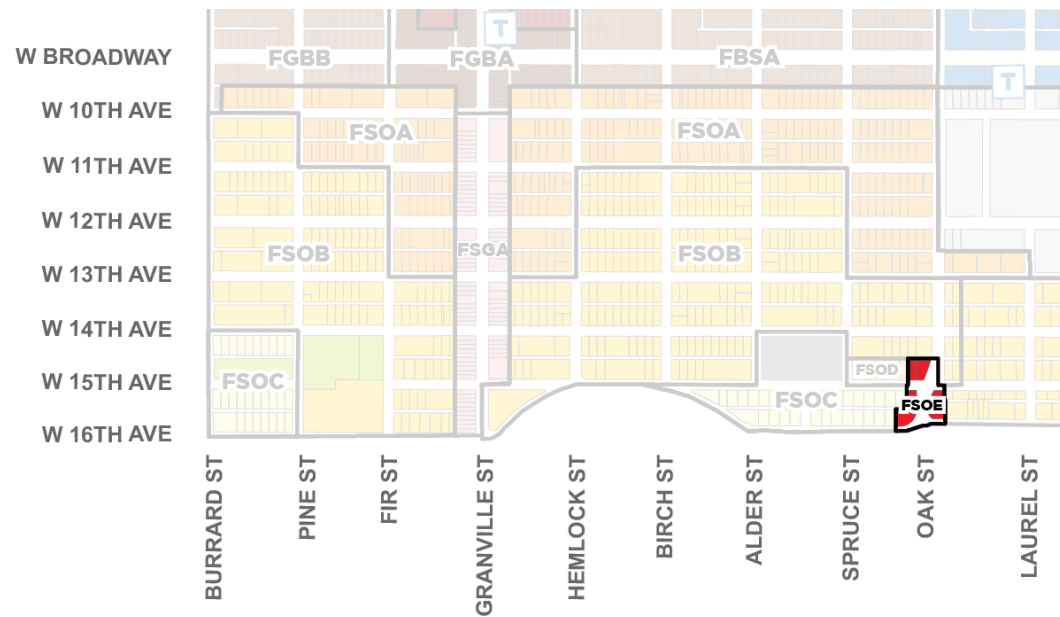 T
W BROADWAY
FGBB
FGBA
FBSA
T
W 10TH AVE
FSOA
FSOA
W 11TH AVE
W 12TH AVE
FSOB
FSGA
FSOB
W 13TH AVE
W 14TH AVE
W 15TH AVE
FSOC
FSOD
FSOC
FSOE
W 16TH AVE
BURRARD ST
PINE ST
FIR ST
GRANVILLE ST
HEMLOCK ST
BIRCH ST
ALDER ST
SPRUCE ST
OAK ST
LAUREL ST